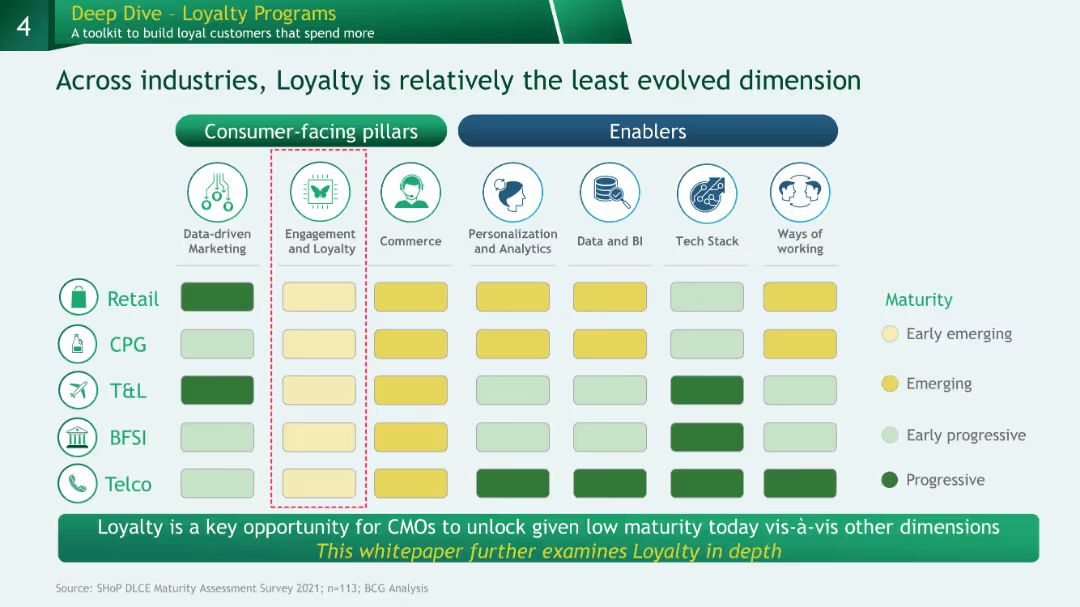 4
Deep Dive – Loyalty Programs
A toolkit to build loyal customers that spend more
Across industries, Loyalty is relatively the least evolved dimension
Consumer-facing pillars
Enablers
Data-driven
Marketing
Engagement
and Loyalty
Commerce
Personalization
and Analytics
Data and BI
Tech Stack
Ways of
working
Retail
CPG
T&L
BFSI
Telco
Maturity
Early emerging
Emerging
Early progressive
Progressive
Loyalty is a key opportunity for CMOs to unlock given low maturity today vis-à-vis other dimensions
This whitepaper further examines Loyalty in depth
Source: SHoP DLCE Maturity Assessment Survey 2021; n=113; BCG Analysis